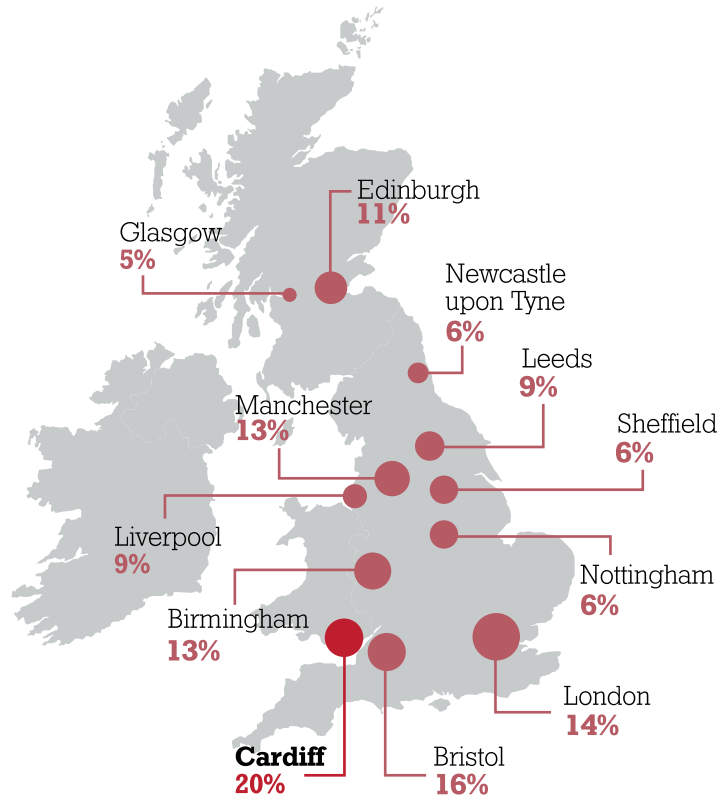 Edinburgh
11%
Glasgow
5%
Newcastle
upon Tyne
6%
Leeds
9%
Manchester
13%
Sheffield
6%
Liverpool
9%
Nottingham
6%
Birmingham
13%
London
14%
Cardiff
20%
Bristol
16%